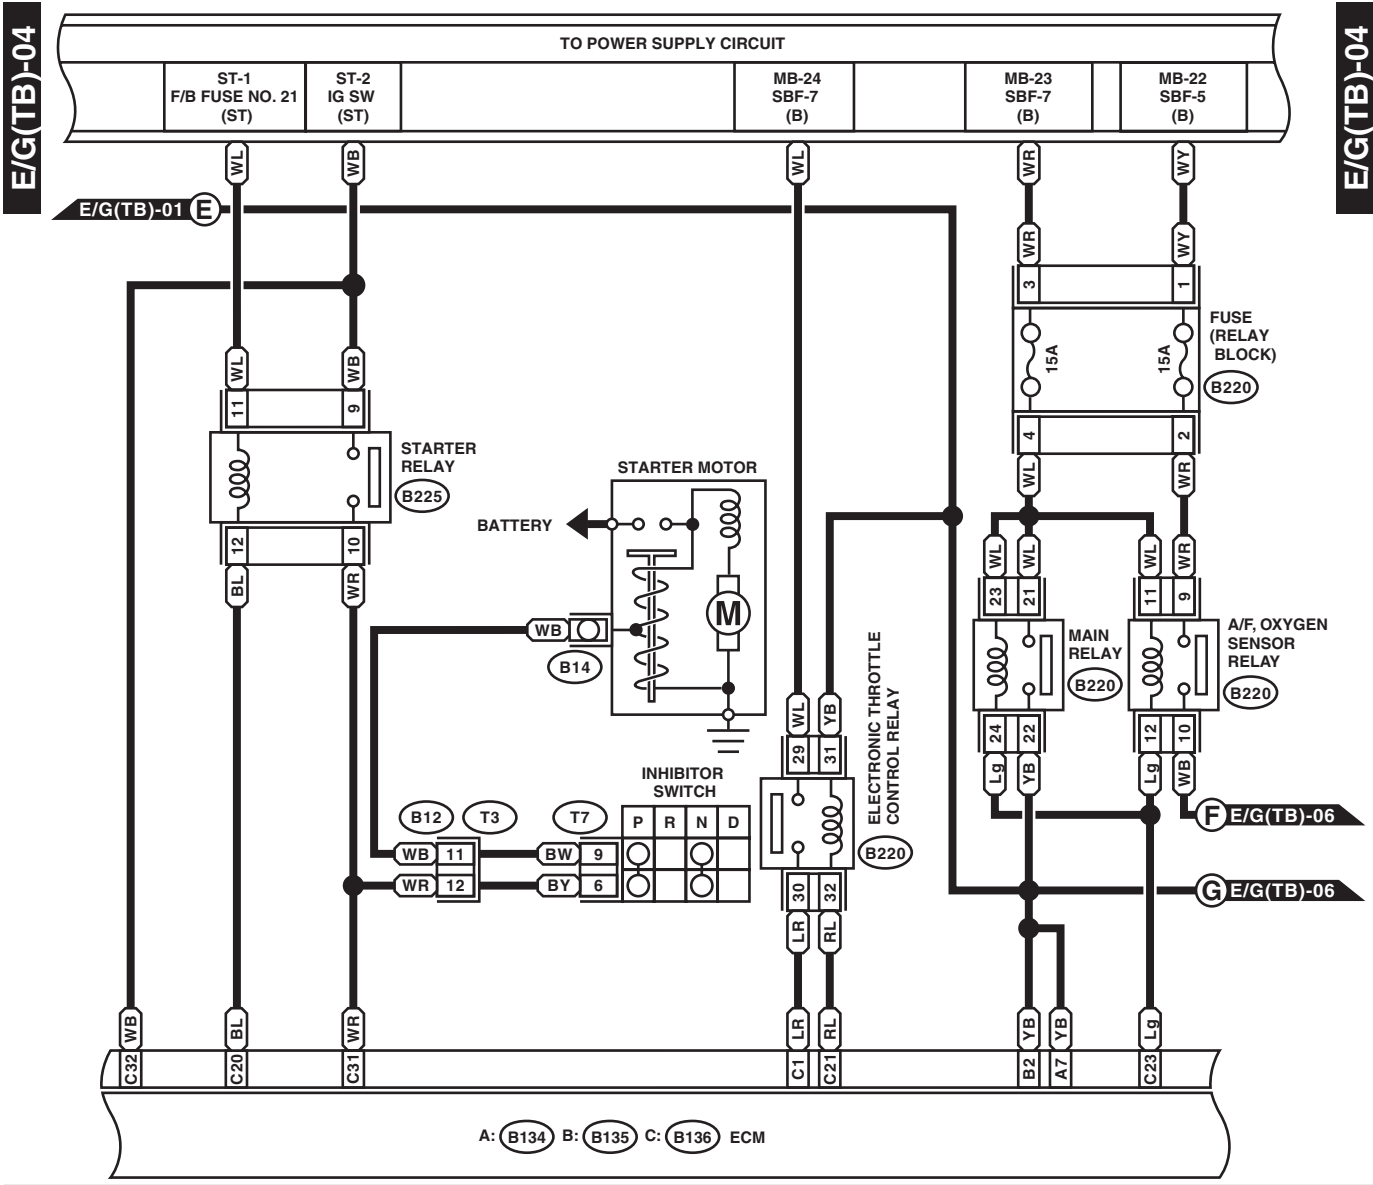 E/G(TB)-04
E/G(TB)-04
TO POWER SUPPLY CIRCUIT
ST-1
F/B FUSE NO. 21
(ST)
ST-2
IG SW
(ST)
MB-24
SBF-7
(B)
MB-23
SBF-7
(B)
MB-22
SBF-5
(B)
WL
WB
WL
WR
WY
E/G(TB)-01 E
WR
WY
3
1
FUSE
(RELAY
BLOCK)
15A
15A
B220
WL
WB
11
9
4
2
STARTER
RELAY
B225
WL
WR
STARTER MOTOR
BATTERY
12
10
BL
WR
WL
WL
WL
WR
23
21
11
9
M
WB
B14
MAIN
RELAY
B220
A/F, OXYGEN
SENSOR
RELAY
B220
ELECTRONIC THROTTLE
CONTROL RELAY
WL
YB
29
31
24
22
12
10
Lg
YB
Lg
WB
INHIBITOR
SWITCH
B12
T3
T7
P R N D
F E/G(TB)-06
WB 11
BW 9
B220
WR 12
BY 6
30
32
G E/G(TB)-06
LR
RL
WB
BL
WR
LR
RL
YB
YB
Lg
C32
C20
C31
C1
C21
B2
A7
C23
A: B134 B: B135 C: B136 ECM